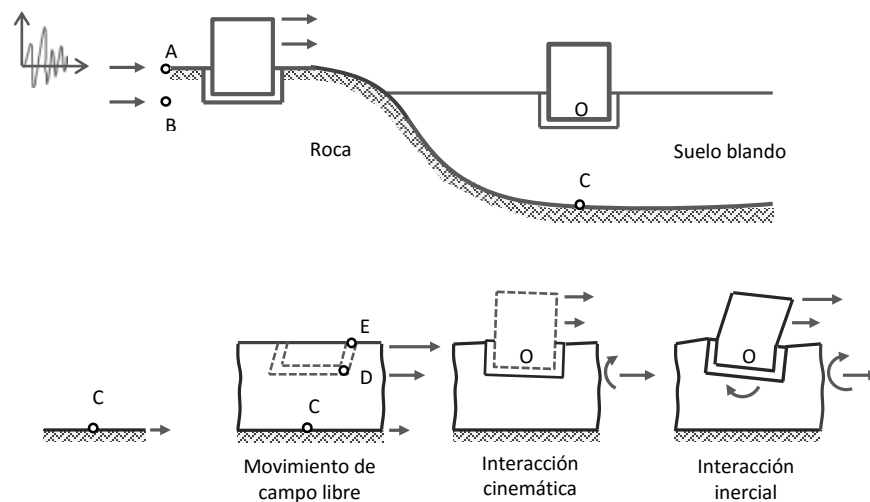 A
B
Roca
O
Suelo blando
C
C
E
D
C
O
O
Movimiento de
campo libre
Interacción
cinemática
Interacción
inercial